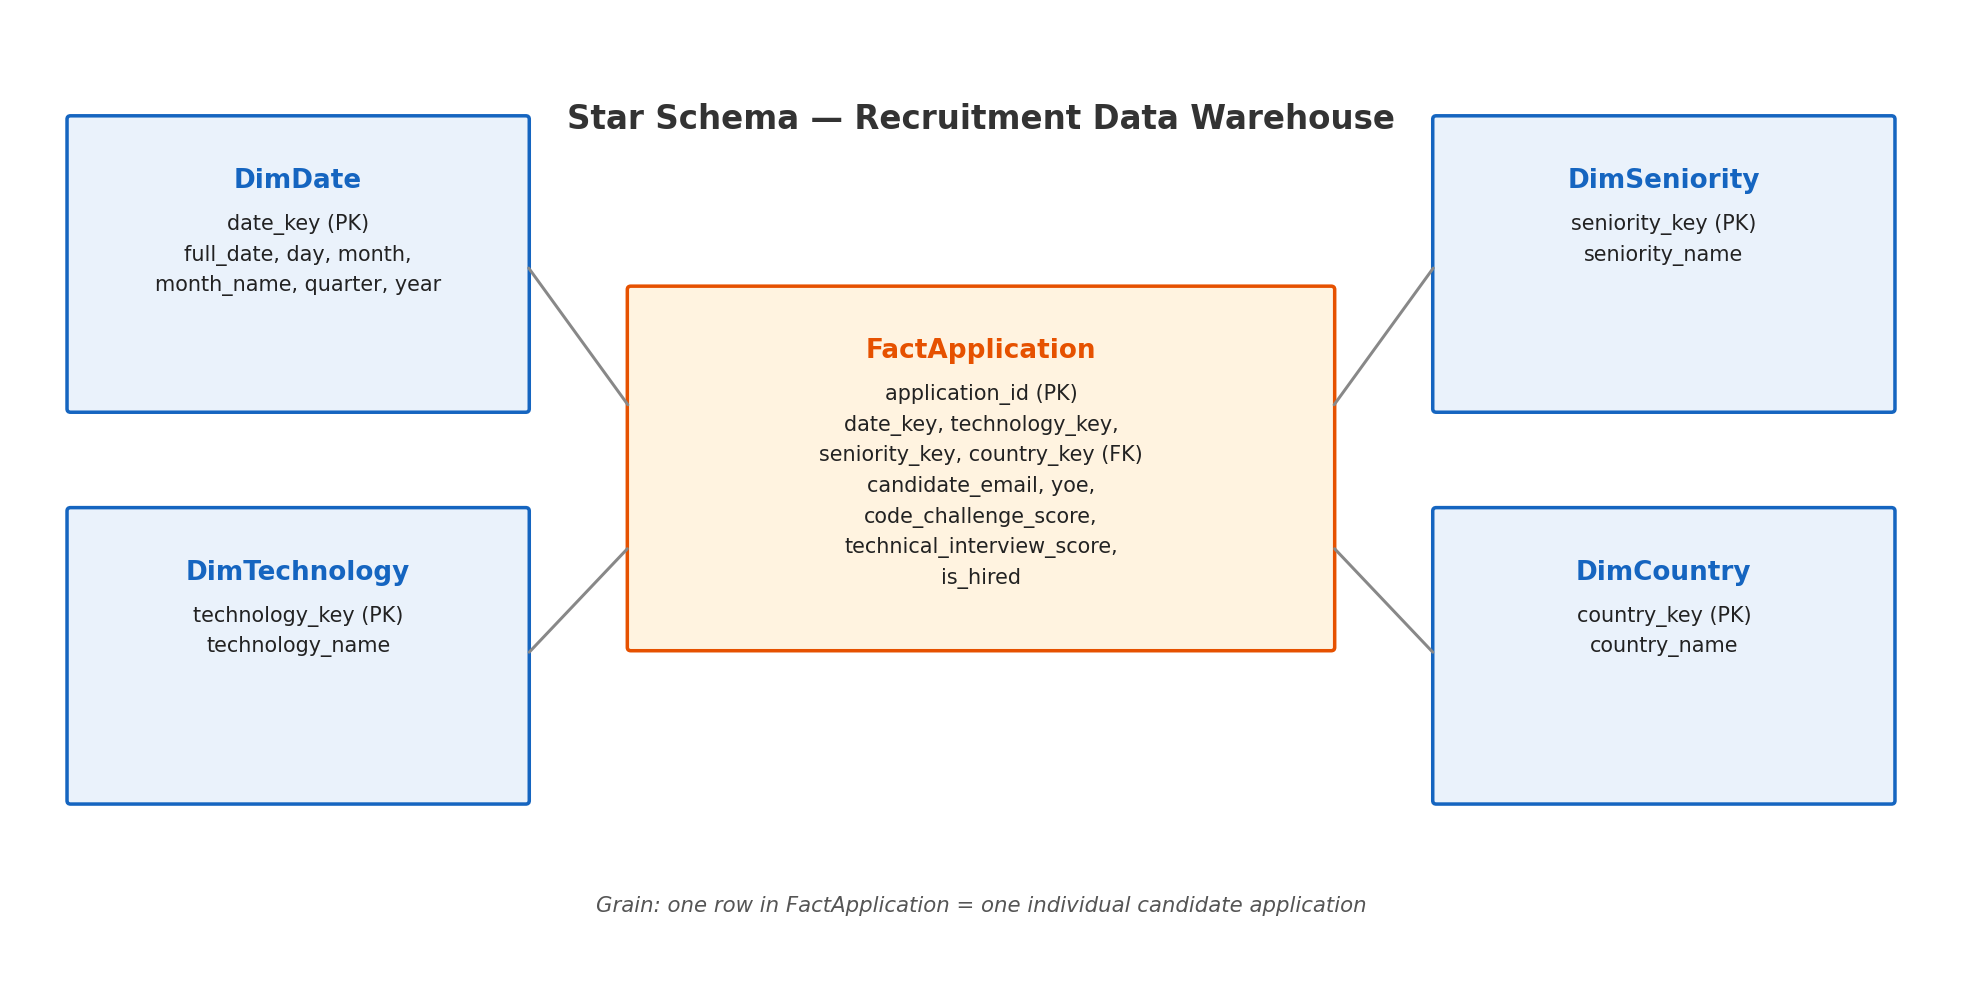 Star Schema — Recruitment Data Warehouse
DimDate
date_key (PK)
full_date, day, month,
month_name, quarter, year
DimSeniority
seniority_key (PK)
seniority_name
FactApplication
application_id (PK)
date_key, technology_key,
seniority_key, country_key (FK)
candidate_email, yoe,
code_challenge_score,
technical_interview_score,
is_hired
DimTechnology
technology_key (PK)
technology_name
DimCountry
country_key (PK)
country_name
Grain: one row in FactApplication = one individual candidate application